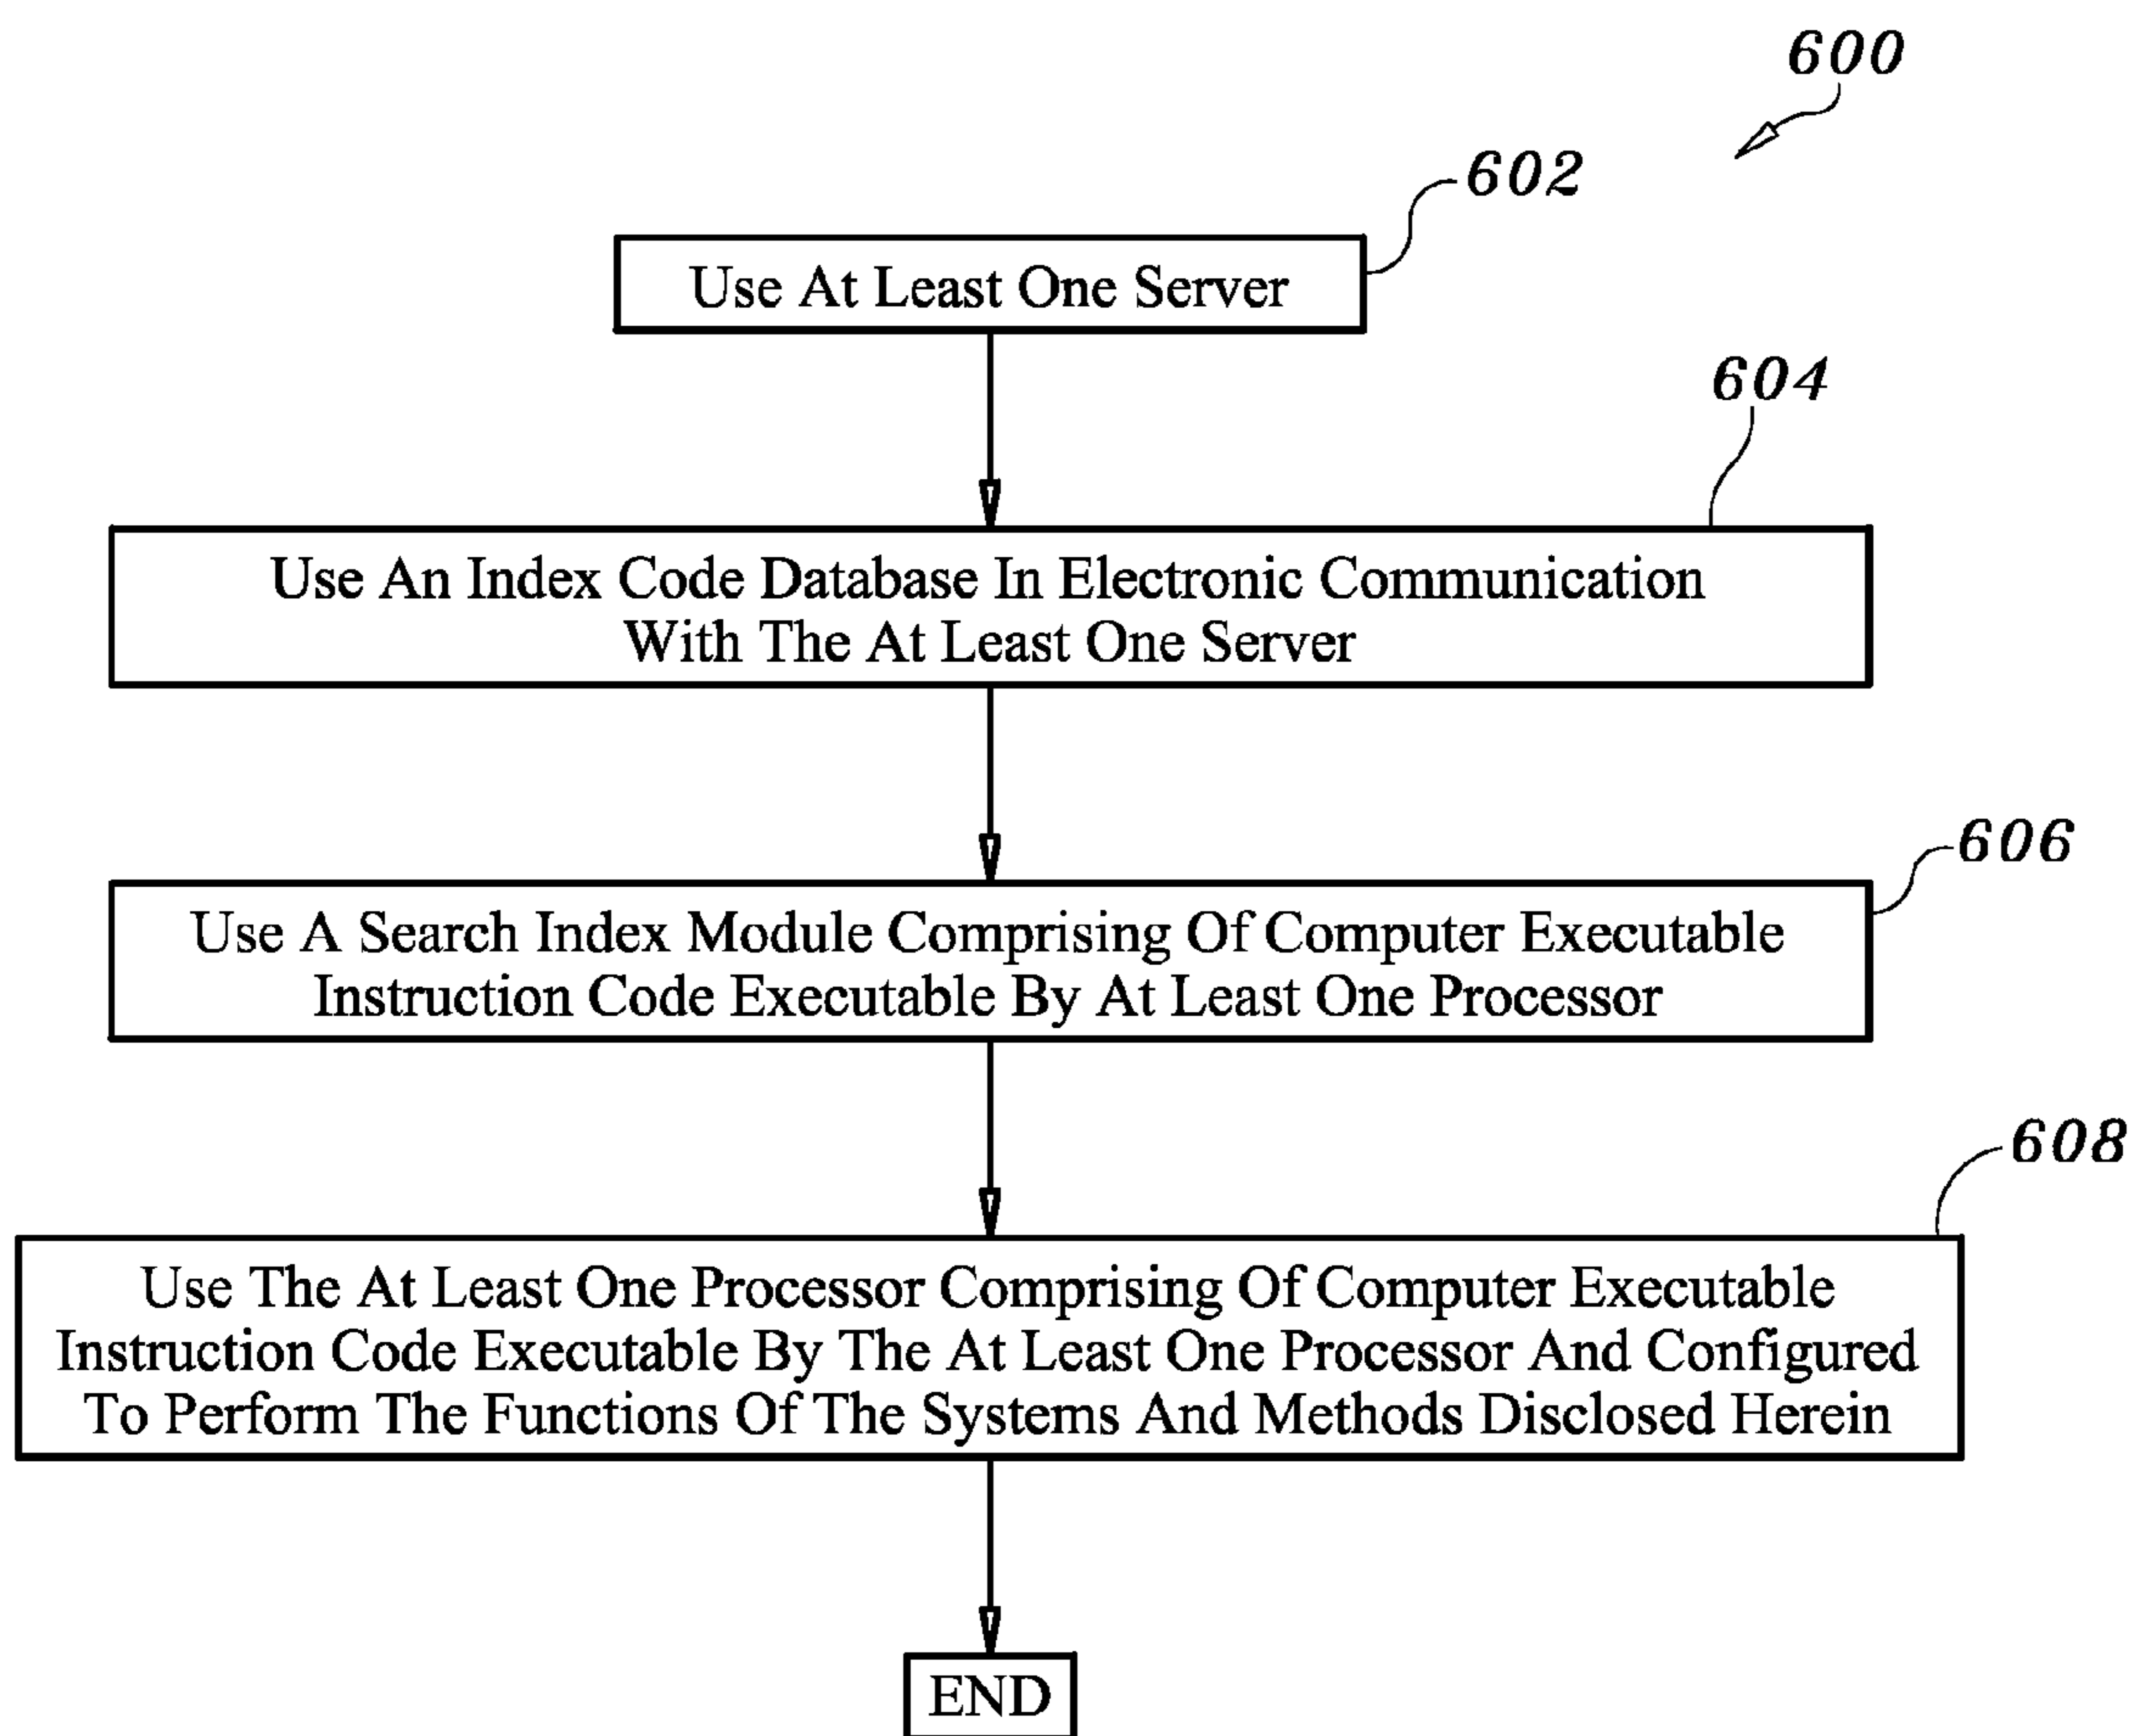 600
602
Use At Least One Server
604
Use An Index Code Database In Electronic Communication
With The At Least One Server
606
Use A Search Index Module Comprising Of Computer Executable
Instruction Code Executable By At Least One Processor
608
Use The At Least One Processor Comprising Of Computer Executable
Instruction Code Executable By The At Least One Processor And Configured
To Perform The Functions Of The Systems And Methods Disclosed Herein
END